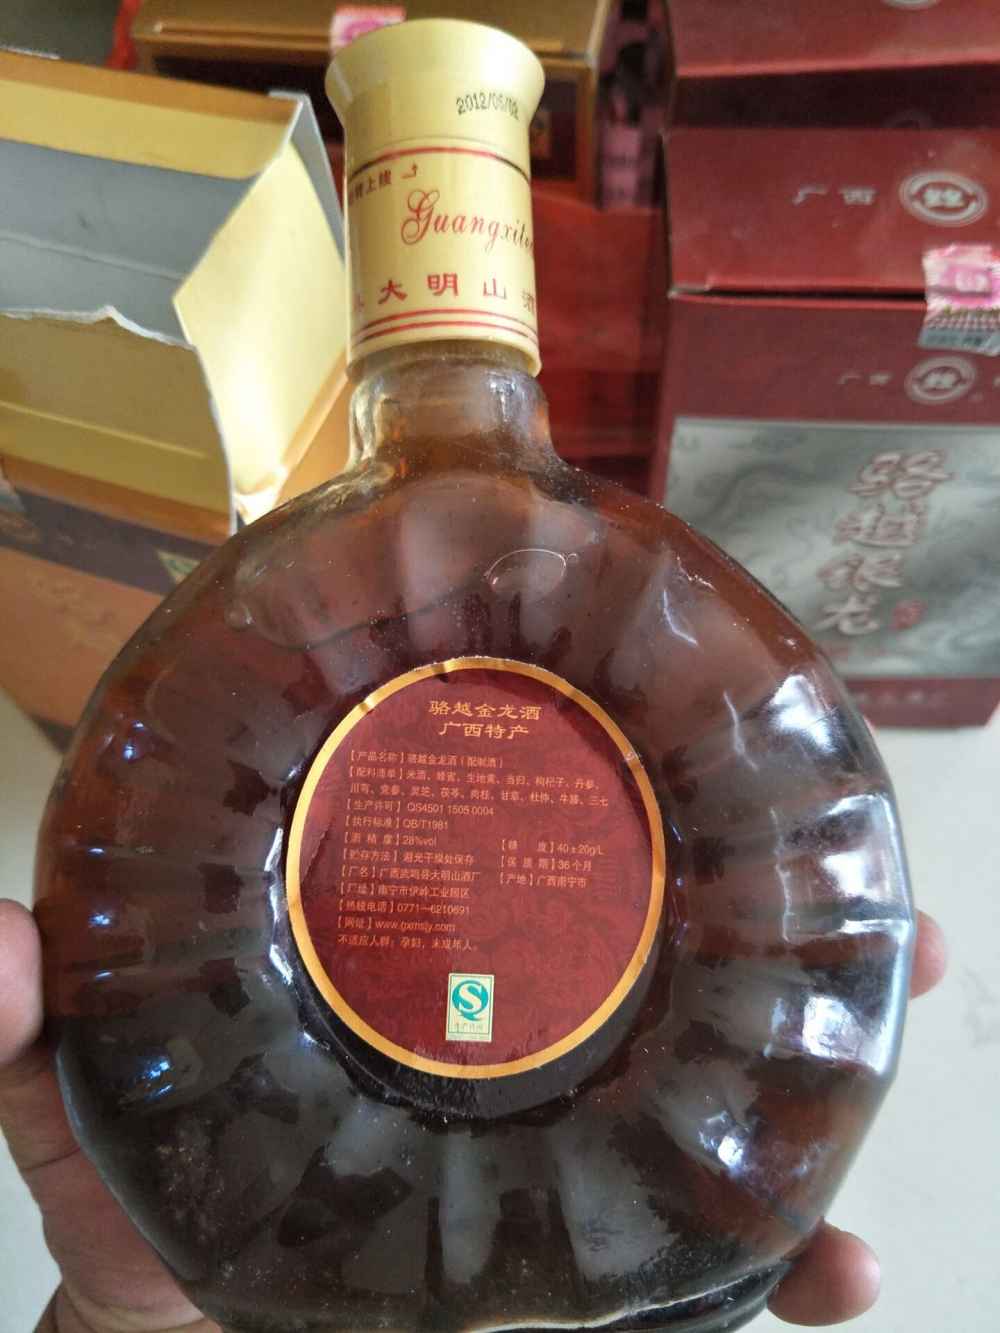 2012/06/02
Guangxite
大明山酒
骆越金龙酒
广西特产
【产品名称】骆越金龙酒（配制酒）
【配料清单】米酒、蜂蜜、生地黄、当归、枸杞子、丹参、
川芎、党参、灵芝、茯苓、肉桂、甘草、杜仲、牛膝、三七
【生产许可】QS4501 1505 0004
【执行标准】QB/T1981
【酒 精 度】28%vol 【糖 度】40±20g/L
【贮存方法】避光干燥处保存 【保 质 期】36个月
【厂名】广西武鸣县大明山酒厂 【产地】广西南宁市
【厂址】南宁市伊岭工业园区
【热线电话】0771—6210691
【网址】www.gxmsjy.com
不适应人群：孕妇，未成年人。
S
生产许可
广西
骆越